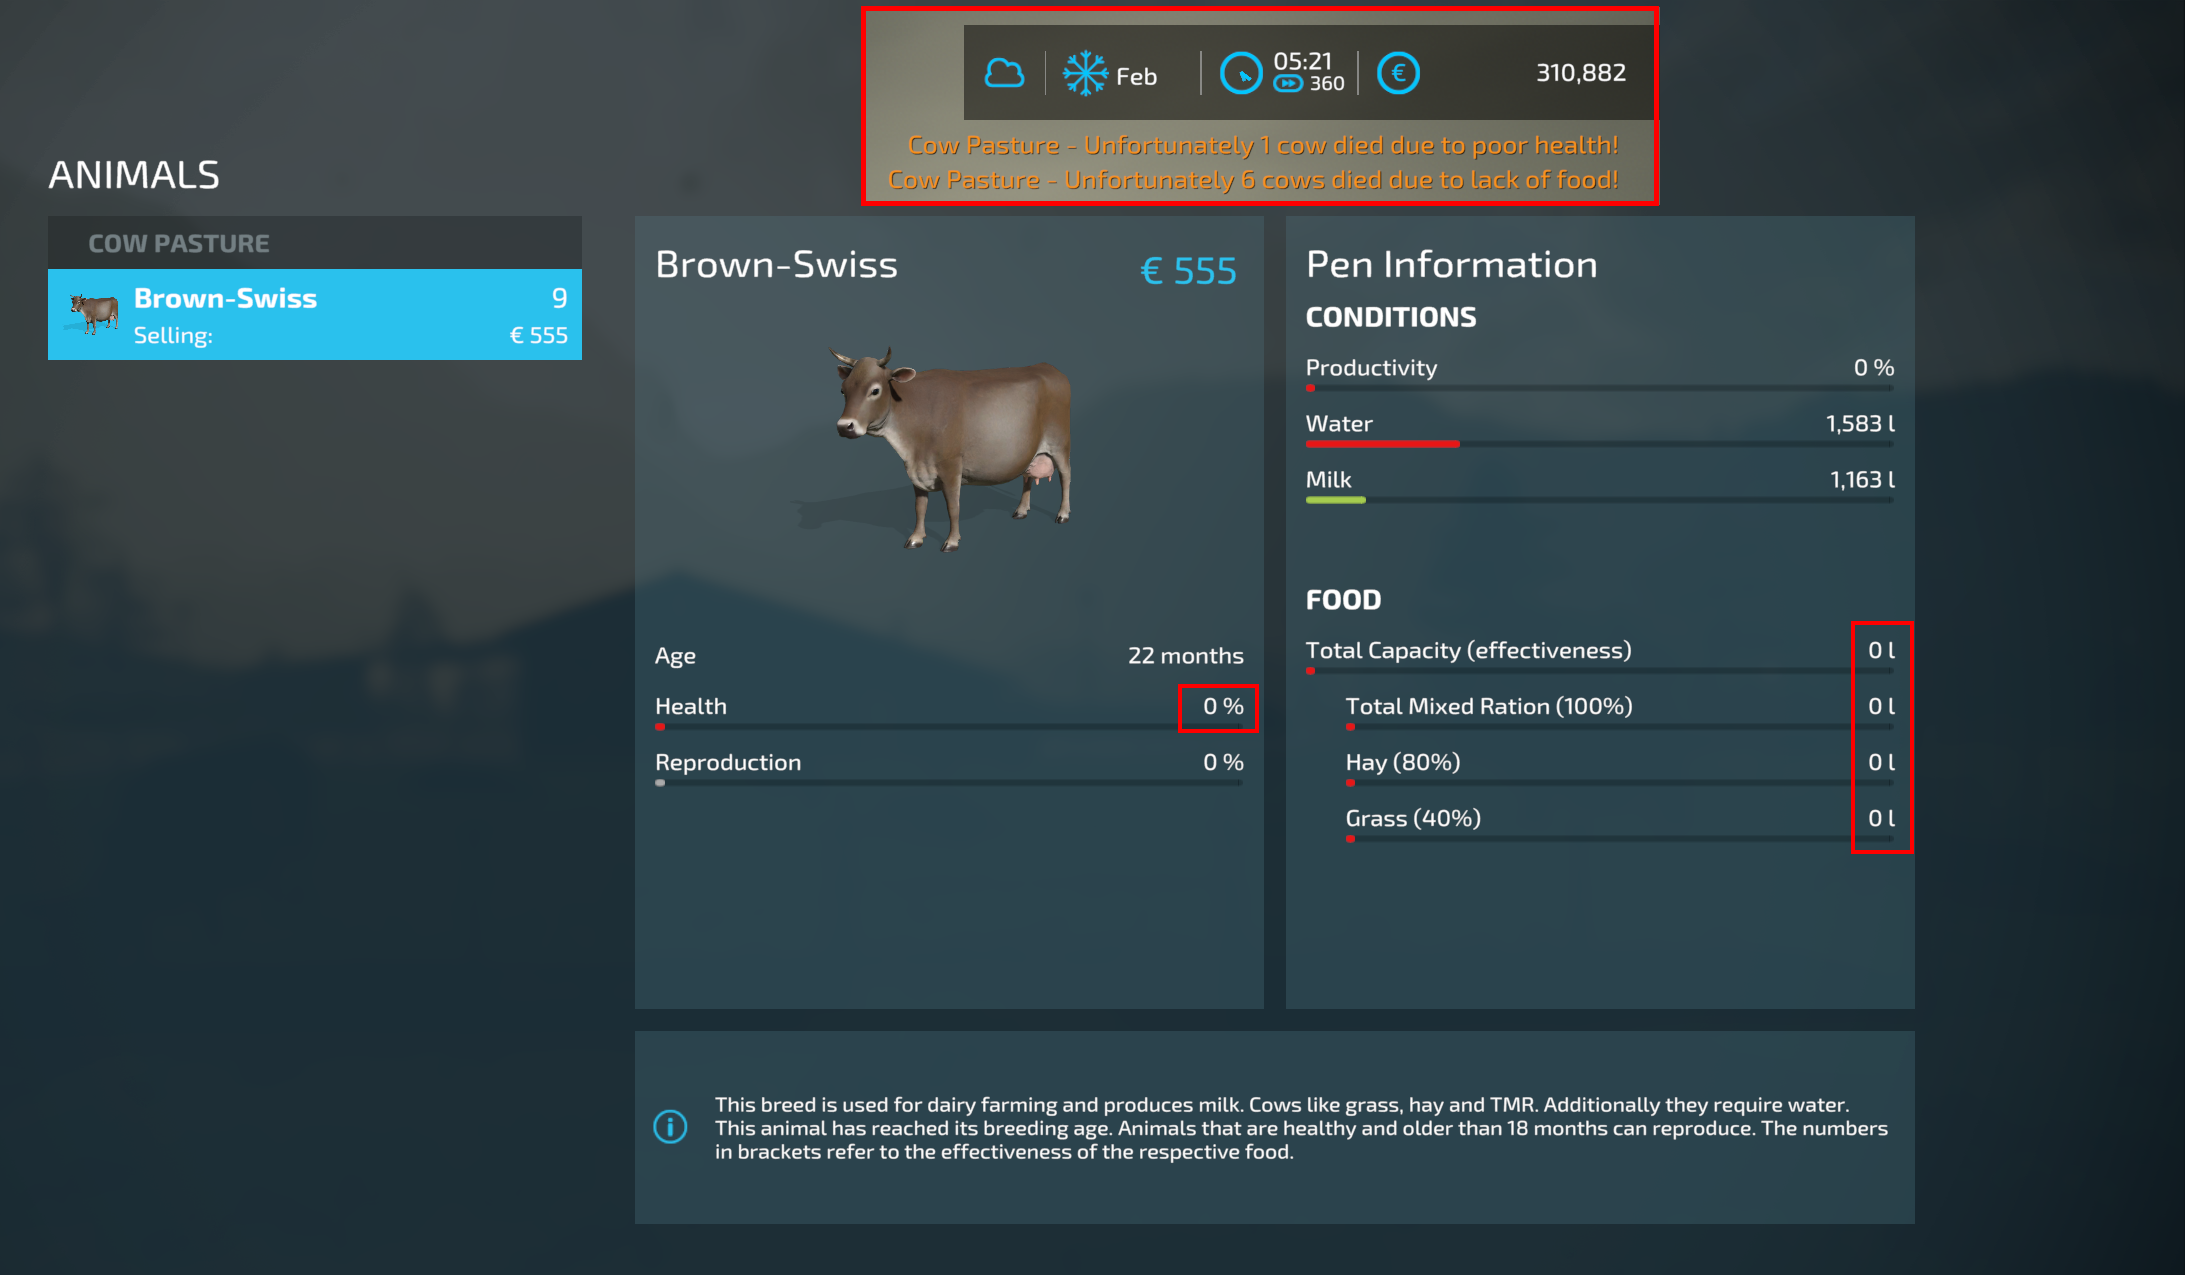 Feb
05:21
360
€
310,882
Cow Pasture - Unfortunately 1 cow died due to poor health!
Cow Pasture - Unfortunately 6 cows died due to lack of food!
ANIMALS
COW PASTURE
Brown-Swiss 9
Selling: € 555
Brown-Swiss € 555
Age 22 months
Health 0 %
Reproduction 0 %
Pen Information
CONDITIONS
Productivity 0 %
Water 1,583 l
Milk 1,163 l
FOOD
Total Capacity (effectiveness) 0 l
Total Mixed Ration (100%) 0 l
Hay (80%) 0 l
Grass (40%) 0 l
This breed is used for dairy farming and produces milk. Cows like grass, hay and TMR. Additionally they require water.
This animal has reached its breeding age. Animals that are healthy and older than 18 months can reproduce. The numbers
in brackets refer to the effectiveness of the respective food.